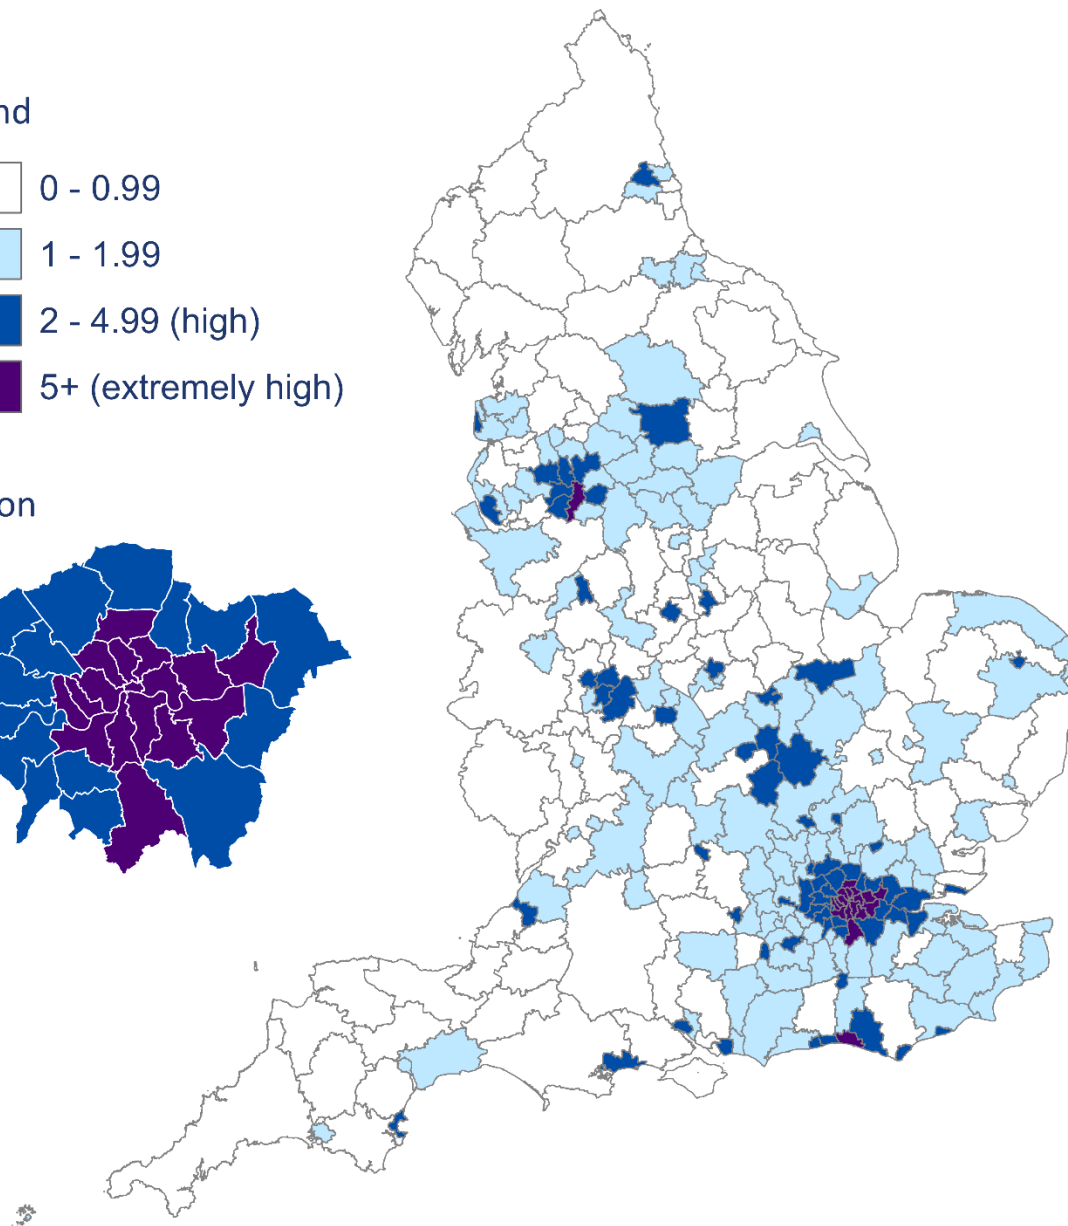 nd
0 - 0.99
1 - 1.99
2 - 4.99 (high)
5+ (extremely high)
on